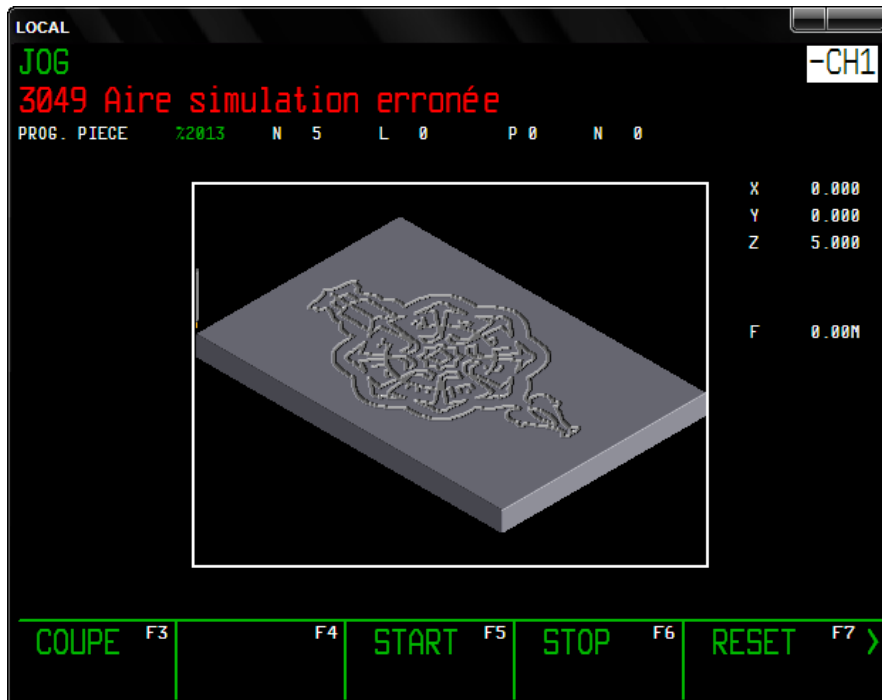 LOCAL
JOG
-CH1
3049 Aire simulation erronée
PROG. PIECE %2013 N 5 L 0 P 0 N 0
X 0.000
Y 0.000
Z 5.000
F 0.00M
COUPE F3 F4 START F5 STOP F6 RESET F7 >